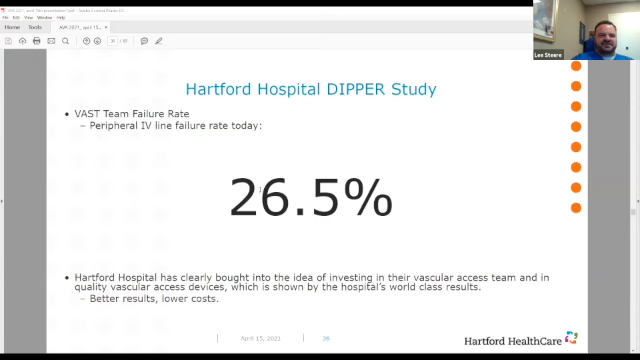 File Edit View Window Help
Home Tools
Lee Steere
Hartford Hospital DIPPER Study
• VAST Team Failure Rate
– Peripheral IV line failure rate today:
26.5%
• Hartford Hospital has clearly bought into the idea of investing in their vascular access team and in
quality vascular access devices, which is shown by the hospital's world class results.
– Better results, lower costs.
April 15, 2021
Hartford HealthCare